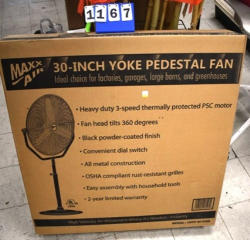 1167
MAXX
AIR
30-INCH YOKE PEDESTAL FAN
Ideal choice for factories, garages, large barns, and greenhouses
• Heavy duty 3-speed thermally protected PSC motor
• Fan head tilts 360 degrees
• Black powder-coated finish
• Convenient dial switch
• All metal construction
• OSHA compliant rust-resistant grilles
• Easy assembly with household tools
• 2-year limited warranty